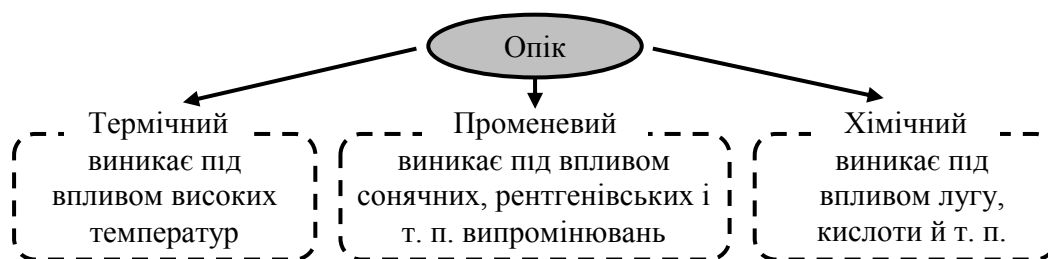 Опік
Термічний
виникає під
впливом високих
температур
Променевий
виникає під впливом
сонячних, рентгенівських і
т. п. випромінювань
Хімічний
виникає під
впливом лугу,
кислоти й т. п.